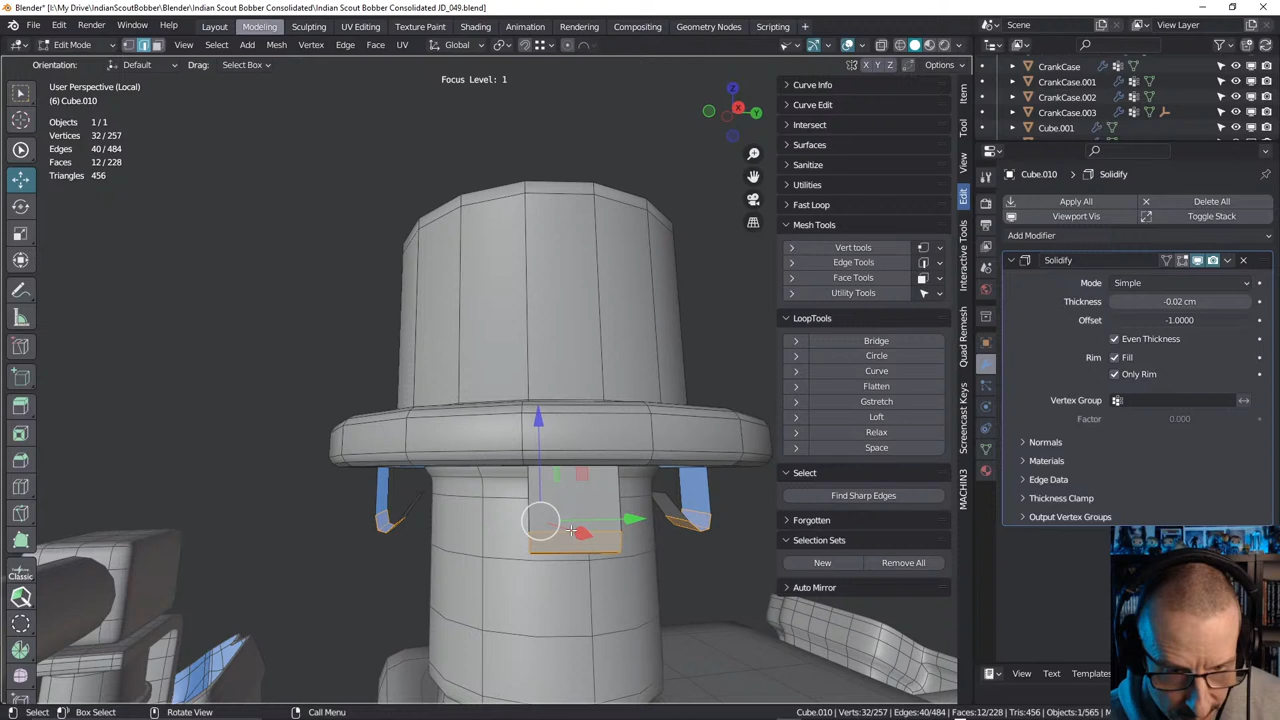 Blender* [I:\My Drive\IndianScoutBobber\Blender\Indian Scout Bobber Consolidated\Indian Scout Bobber Consolidated JD_049.blend]
File Edit Render Window Help Layout Modeling Sculpting UV Editing Texture Paint Shading Animation Rendering Compositing Geometry Nodes Scripting Scene View Layer
Edit Mode View Select Add Mesh Vertex Edge Face UV Global
Orientation: Default Drag: Select Box X Y Z Options
Focus Level: 1
User Perspective (Local)
(6) Cube.010
Objects 1 / 1
Vertices 32 / 257
Edges 40 / 484
Faces 12 / 228
Triangles 456
Classic
Z
X
Y
Curve Info
Curve Edit
Intersect
Surfaces
Sanitize
Utilities
Fast Loop
Mesh Tools
Vert tools
Edge Tools
Face Tools
Utility Tools
LoopTools
Bridge
Circle
Curve
Flatten
Gstretch
Loft
Relax
Space
Select
Find Sharp Edges
Forgotten
Selection Sets
New Remove All
Auto Mirror
Item
Tool
View
Edit
Interactive Tools
Quad Remesh
Screencast Keys
MACHIN3
CrankCase
CrankCase.001
CrankCase.002
CrankCase.003
Cube.001
Cube.010 Solidify
Apply All Delete All
Viewport Vis Toggle Stack
Add Modifier
Solidify
Mode Simple
Thickness -0.02 cm
Offset -1.0000
Even Thickness
Rim Fill
Only Rim
Vertex Group
Factor 0.000
Normals
Materials
Edge Data
Thickness Clamp
Output Vertex Groups
View Text Templates
Select Box Select Rotate View Call Menu
Cube.010 | Verts:32/257 | Edges:40/484 | Faces:12/228 | Tris:456 | Objects:1/565